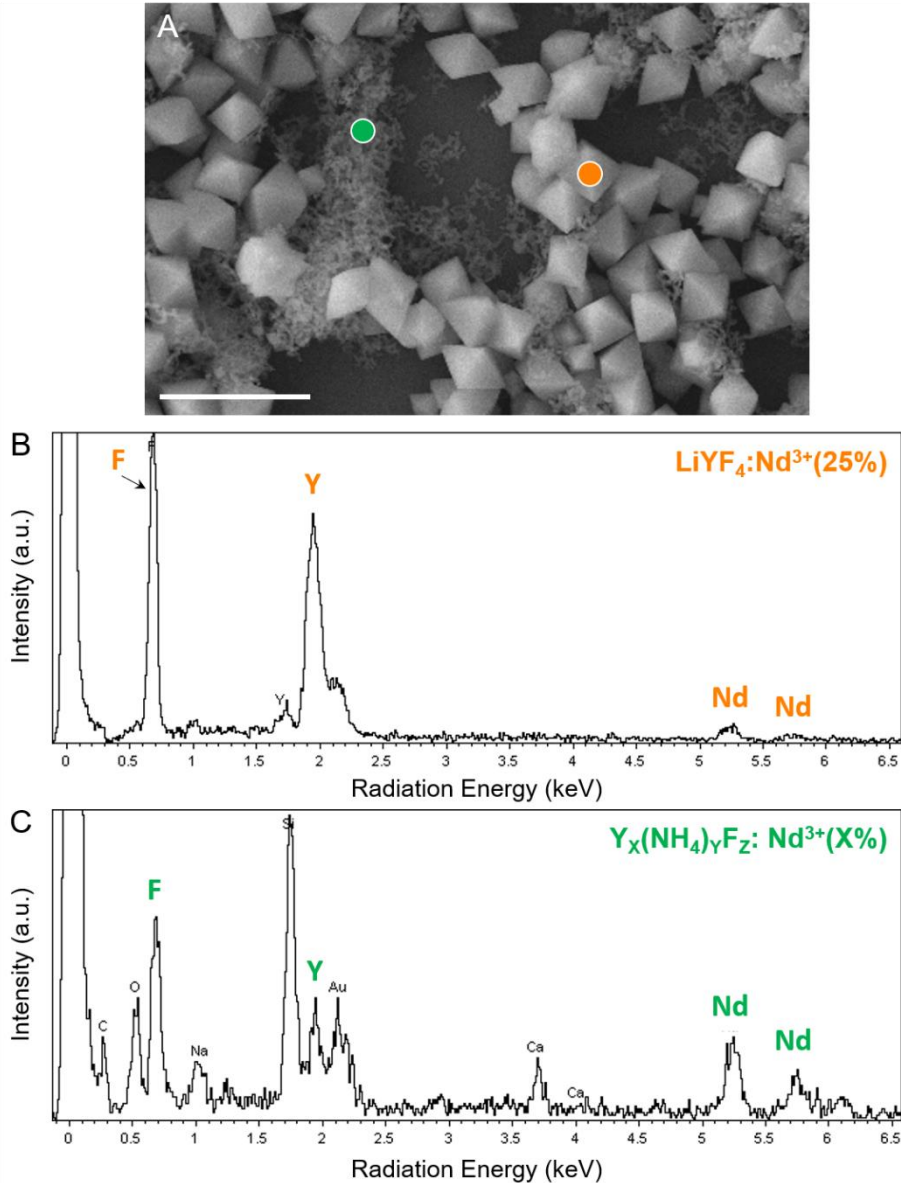 A
B
F
F
Y
Y
LiYF₄:Nd³⁺(25%)
Nd
Nd
Intensity (a.u.)
0 0.5 1 1.5 2 2.5 3 3.5 4 4.5 5 5.5 6 6.5
Radiation Energy (keV)
C
C
O
F
Na
Si
Y
Au
Ca
Ca
Y_X(NH₄)_YF_Z: Nd³⁺(X%)
Nd
Nd
Intensity (a.u.)
0 0.5 1 1.5 2 2.5 3 3.5 4 4.5 5 5.5 6 6.5
Radiation Energy (keV)